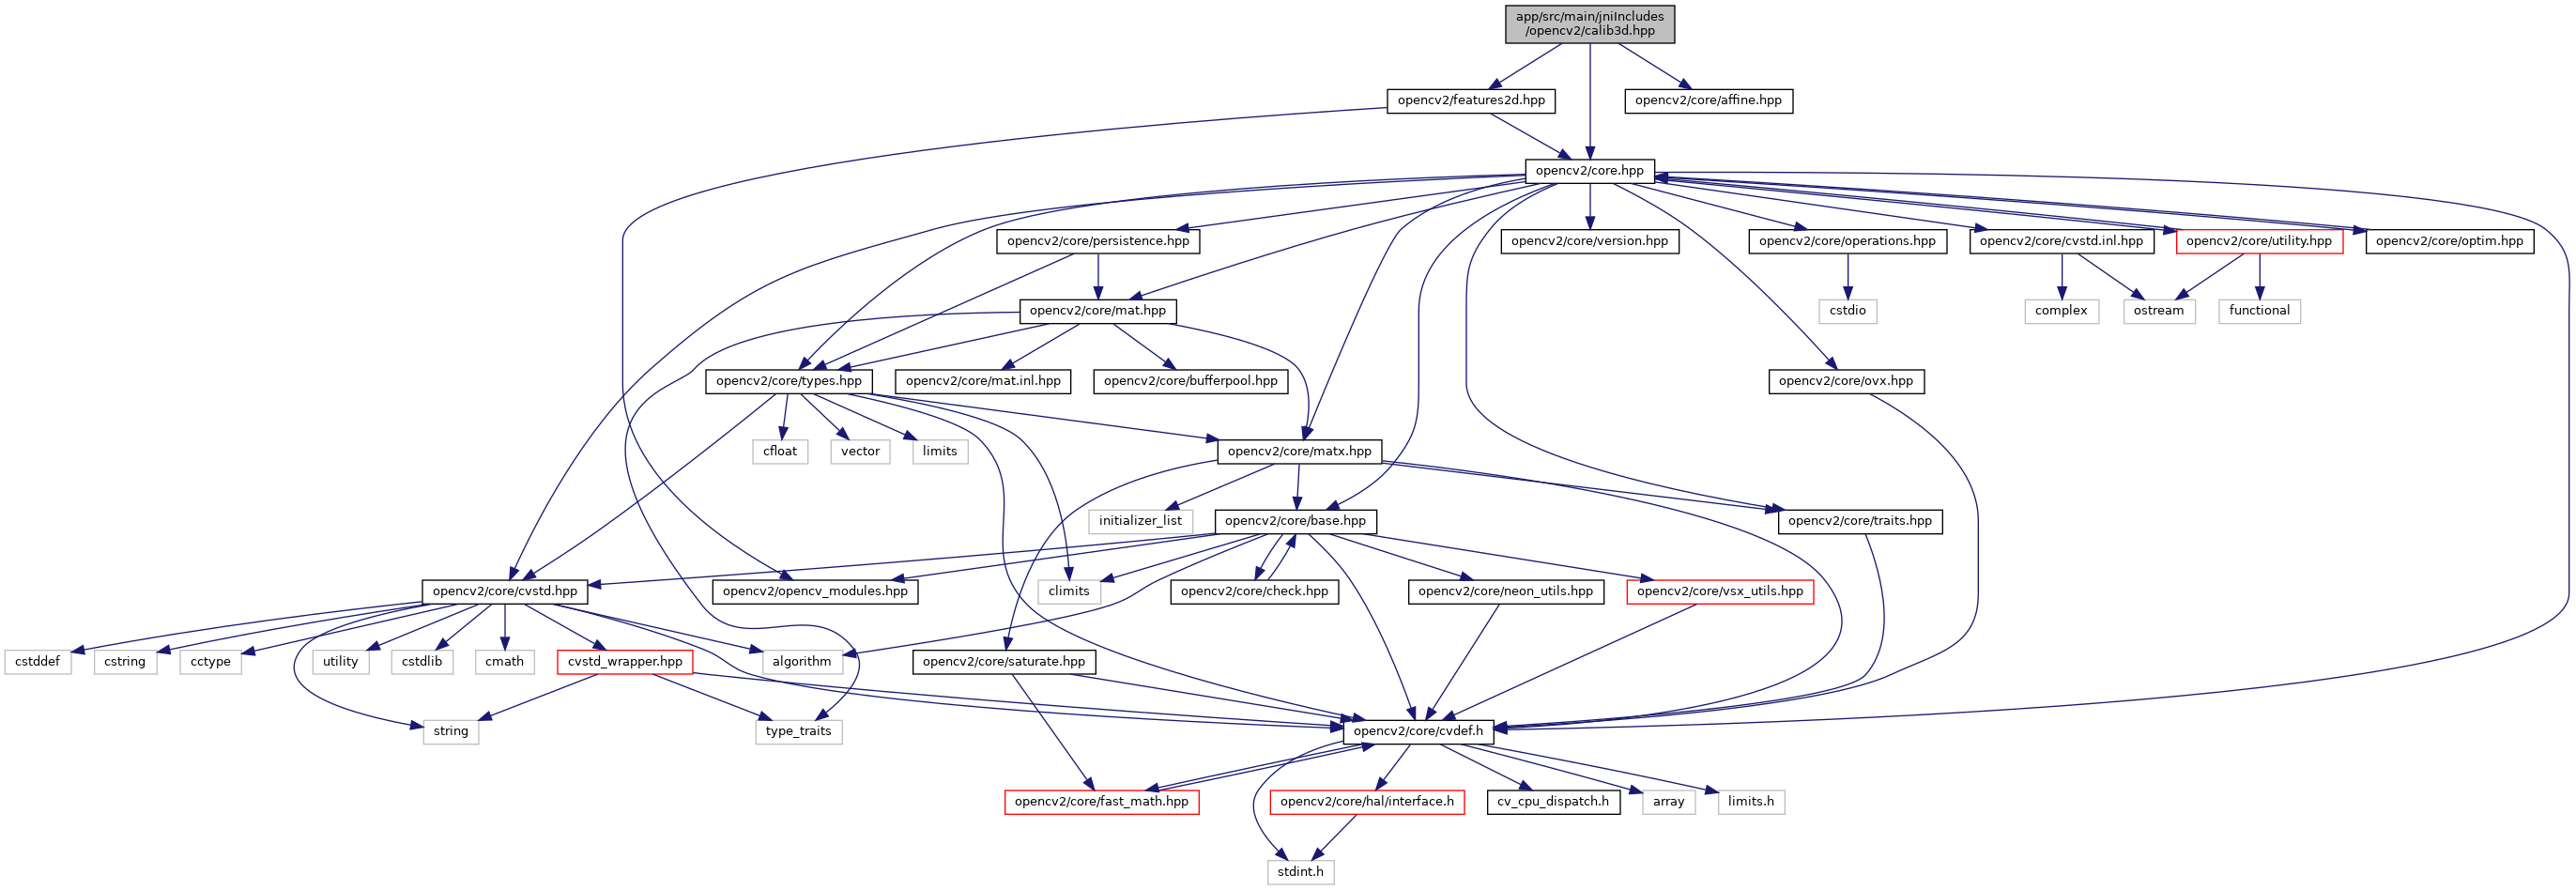 app/src/main/jniIncludes
/opencv2/calib3d.hpp
opencv2/features2d.hpp
opencv2/core/affine.hpp
opencv2/core.hpp
opencv2/core/persistence.hpp
opencv2/core/version.hpp
opencv2/core/operations.hpp
opencv2/core/cvstd.inl.hpp
opencv2/core/utility.hpp
opencv2/core/optim.hpp
opencv2/core/mat.hpp
cstdio
complex
ostream
functional
opencv2/core/types.hpp
opencv2/core/mat.inl.hpp
opencv2/core/bufferpool.hpp
opencv2/core/ovx.hpp
cfloat
vector
limits
opencv2/core/matx.hpp
initializer_list
opencv2/core/base.hpp
opencv2/core/traits.hpp
opencv2/core/cvstd.hpp
opencv2/opencv_modules.hpp
climits
opencv2/core/check.hpp
opencv2/core/neon_utils.hpp
opencv2/core/vsx_utils.hpp
cstddef
cstring
cctype
utility
cstdlib
cmath
cvstd_wrapper.hpp
algorithm
opencv2/core/saturate.hpp
string
type_traits
opencv2/core/cvdef.h
opencv2/core/fast_math.hpp
opencv2/core/hal/interface.h
cv_cpu_dispatch.h
array
limits.h
stdint.h